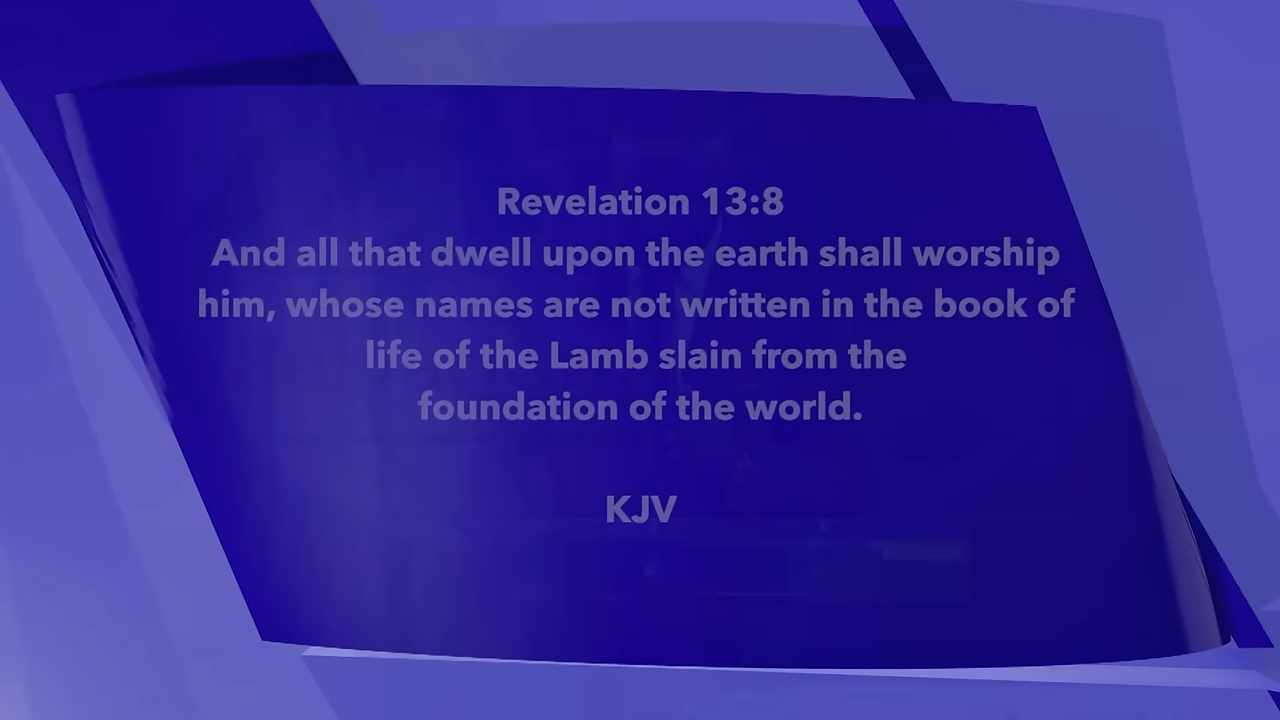 Revelation 13:8
And all that dwell upon the earth shall worship
him, whose names are not written in the book of
life of the Lamb slain from the
foundation of the world.
KJV